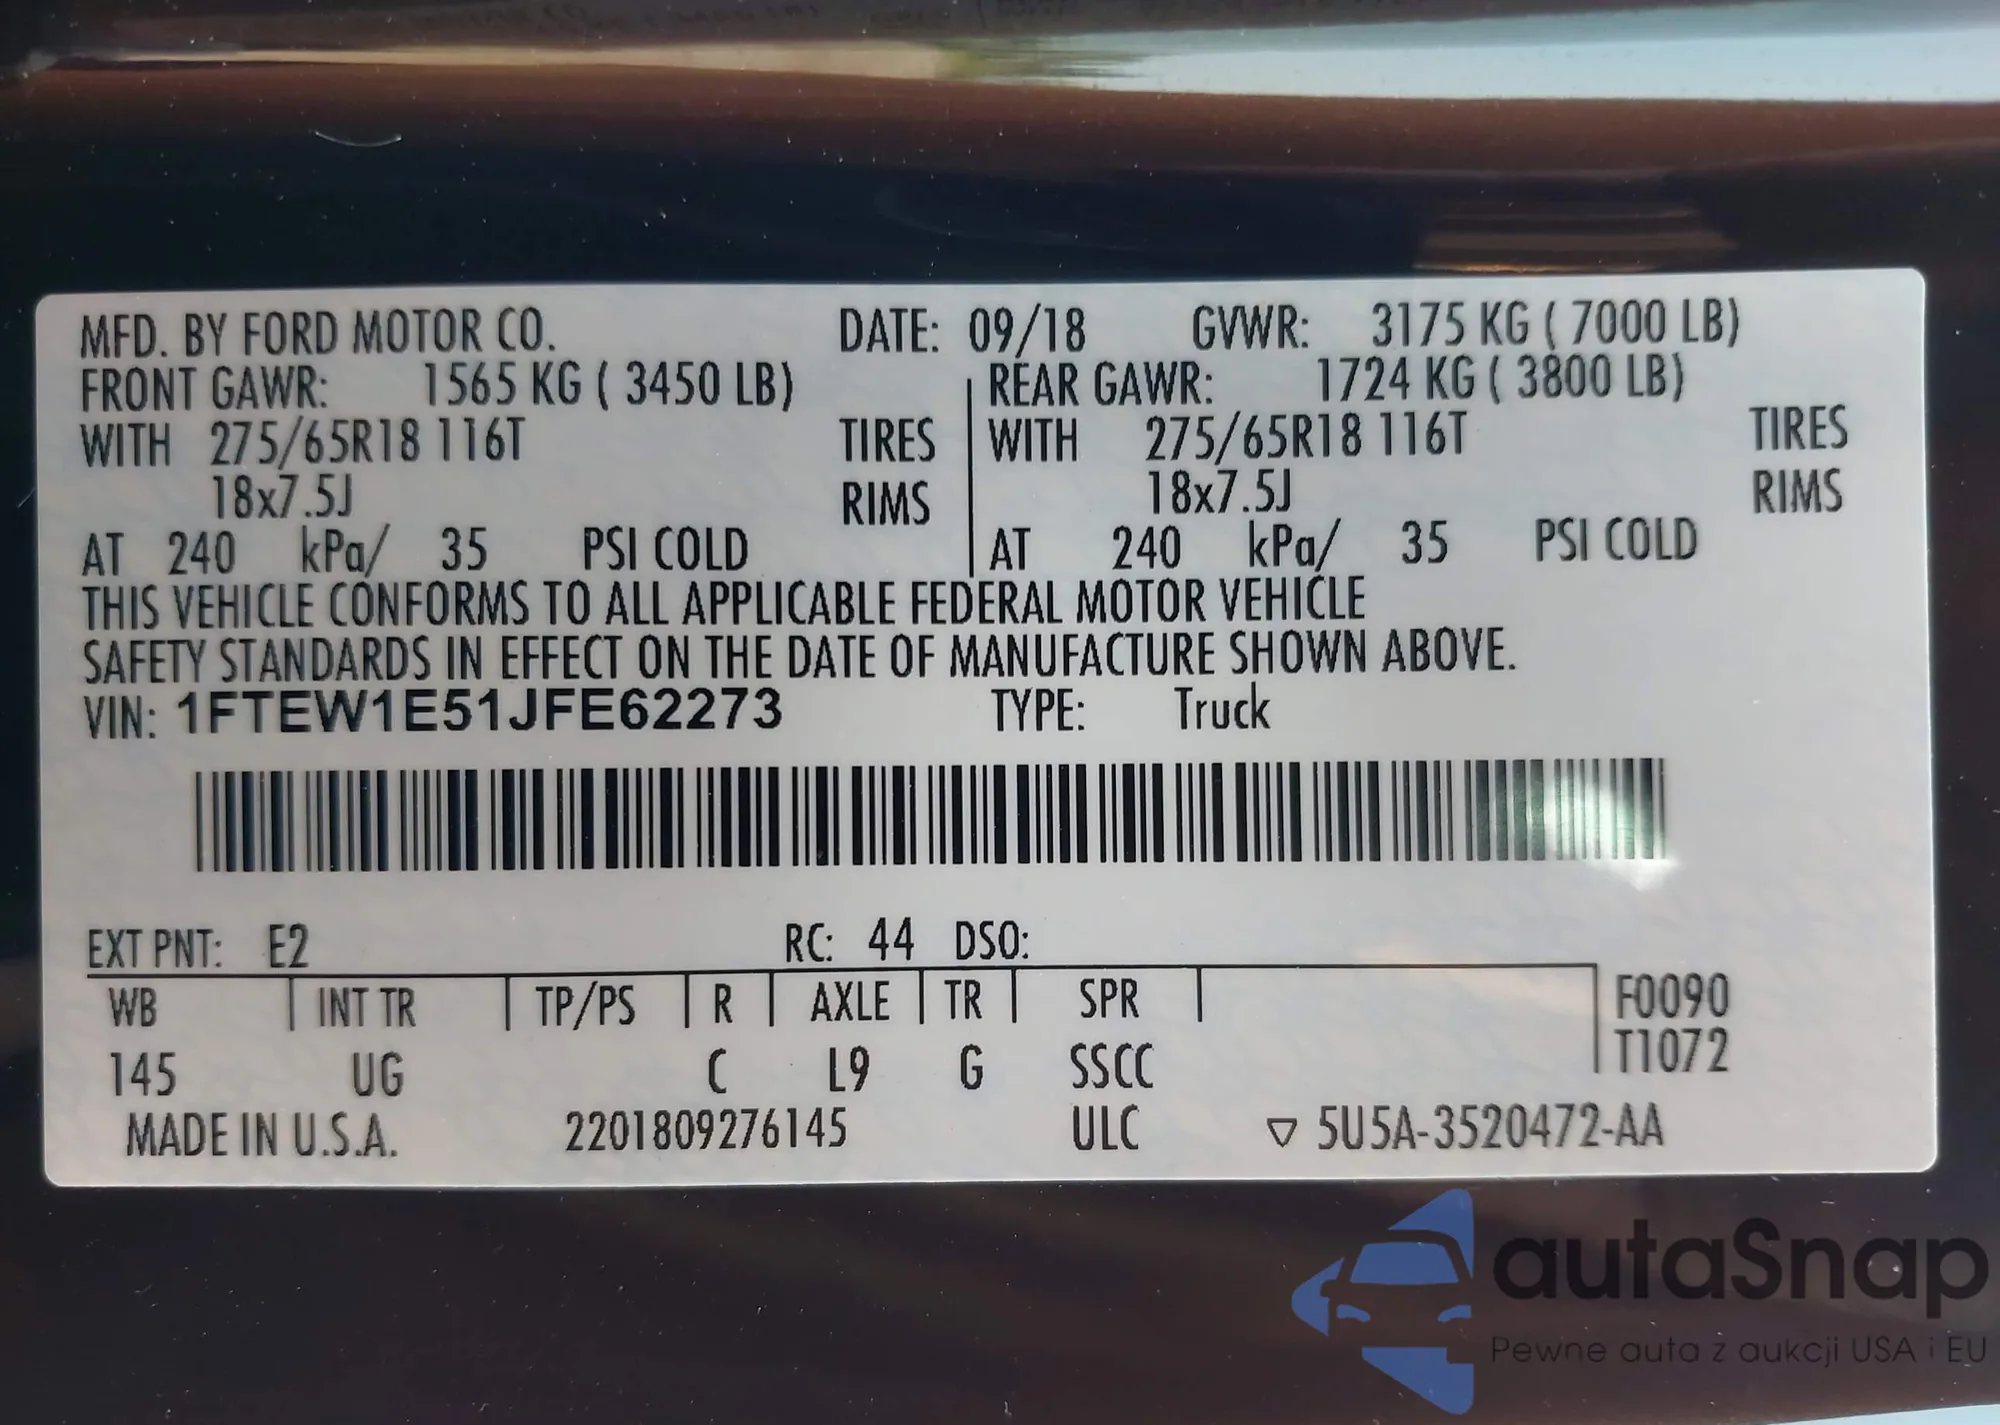 MFD. BY FORD MOTOR CO. DATE: 09/18 GVWR: 3175 KG ( 7000 LB)
FRONT GAWR: 1565 KG ( 3450 LB) REAR GAWR: 1724 KG ( 3800 LB)
WITH 275/65R18 116T TIRES WITH 275/65R18 116T TIRES
18x7.5J RIMS 18x7.5J RIMS
AT 240 kPa/ 35 PSI COLD AT 240 kPa/ 35 PSI COLD
THIS VEHICLE CONFORMS TO ALL APPLICABLE FEDERAL MOTOR VEHICLE
SAFETY STANDARDS IN EFFECT ON THE DATE OF MANUFACTURE SHOWN ABOVE.
VIN: 1FTEW1E51JFE62273 TYPE: Truck
EXT PNT: E2 RC: 44 DSO:
WB INT TR TP/PS R AXLE TR SPR F0090
T1072
145 UG C L9 G SSCC
MADE IN U.S.A. 2201809276145 ULC ▽ 5U5A-3520472-AA
autaSnap
Pewne auta z aukcji USA i EU